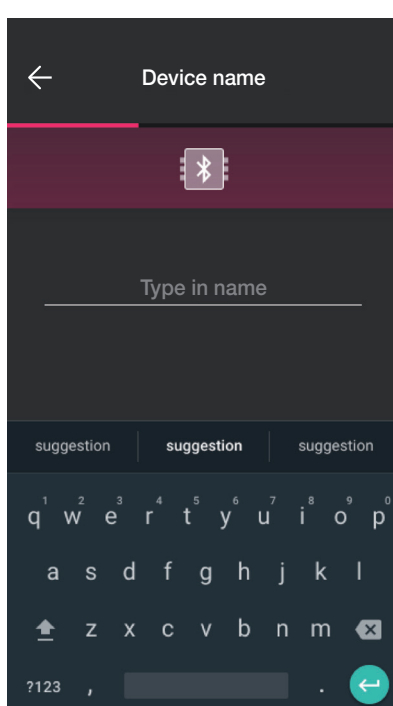 Device name
Type in name
suggestion suggestion suggestion
1 2 3 4 5 6 7 8 9 0
q w e r t y u i o p
a s d f g h j k l
z x c v b n m
?123 , .